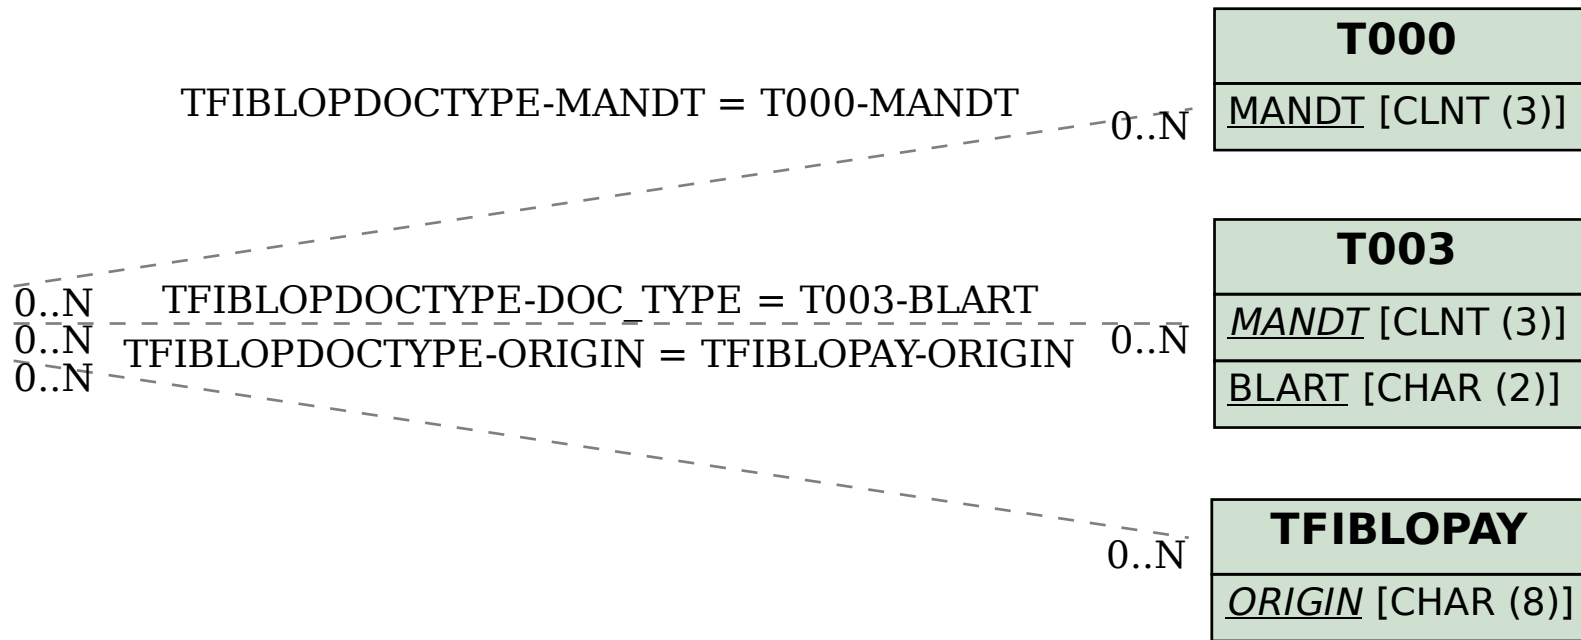 T000
TFIBLOPDOCTYPE-MANDT = T000-MANDT
0..N
MANDT [CLNT (3)]
T003
0..N
TFIBLOPDOCTYPE-DOC_TYPE = T003-BLART
MANDT [CLNT (3)]
0..N
TFIBLOPDOCTYPE-ORIGIN = TFIBLOPAY-ORIGIN
0..N
0..N
BLART [CHAR (2)]
TFIBLOPAY
0..N
ORIGIN [CHAR (8)]